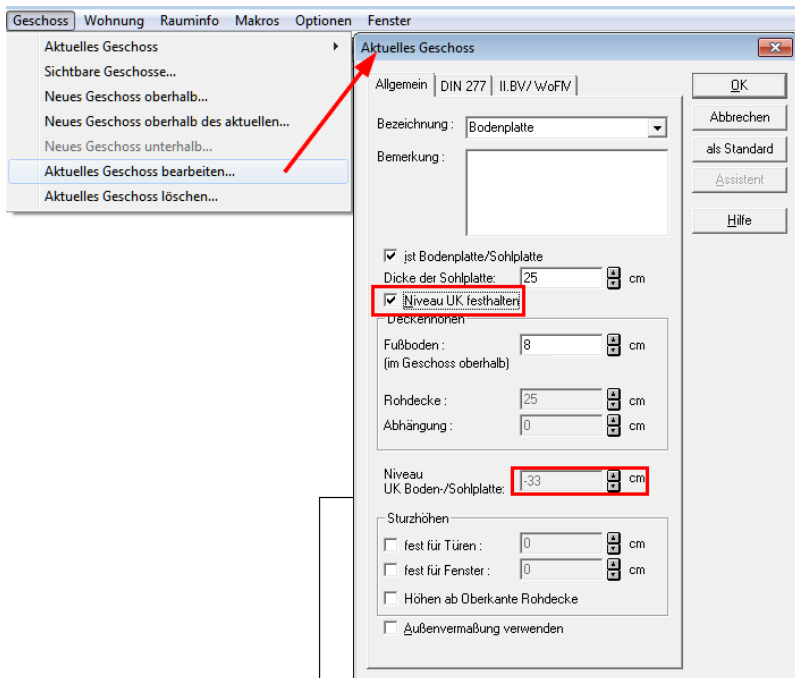 Geschoss Wohnung Rauminfo Makros Optionen Fenster
Aktuelles Geschoss
Sichtbare Geschosse...
Neues Geschoss oberhalb...
Neues Geschoss oberhalb des aktuellen...
Neues Geschoss unterhalb...
Aktuelles Geschoss bearbeiten...
Aktuelles Geschoss löschen...
Aktuelles Geschoss
Allgemein DIN 277 II.BV/ WoFlV
Bezeichnung : Bodenplatte
Bemerkung :
ist Bodenplatte/Sohlplatte
Dicke der Sohlplatte: 25 cm
Niveau UK festhalten
Deckenhöhen
Fußboden : 8 cm
(im Geschoss oberhalb)
Rohdecke : 25 cm
Abhängung : 0 cm
Niveau
UK Boden-/Sohlplatte: -33 cm
Sturzhöhen
fest für Türen : 0 cm
fest für Fenster : 0 cm
Höhen ab Oberkante Rohdecke
Außenvermaßung verwenden
OK
Abbrechen
als Standard
Assistent
Hilfe